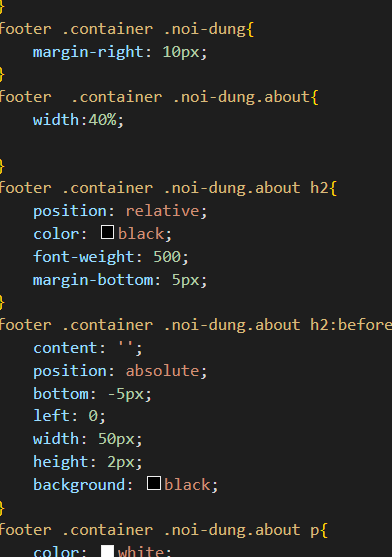 }
footer .container .noi-dung{
    margin-right: 10px;
}
footer  .container .noi-dung.about{
    width:40%;

}
footer .container .noi-dung.about h2{
    position: relative;
    color: black;
    font-weight: 500;
    margin-bottom: 5px;
}
footer .container .noi-dung.about h2:before
    content: '';
    position: absolute;
    bottom: -5px;
    left: 0;
    width: 50px;
    height: 2px;
    background: black;
}
footer .container .noi-dung.about p{
    color: white;